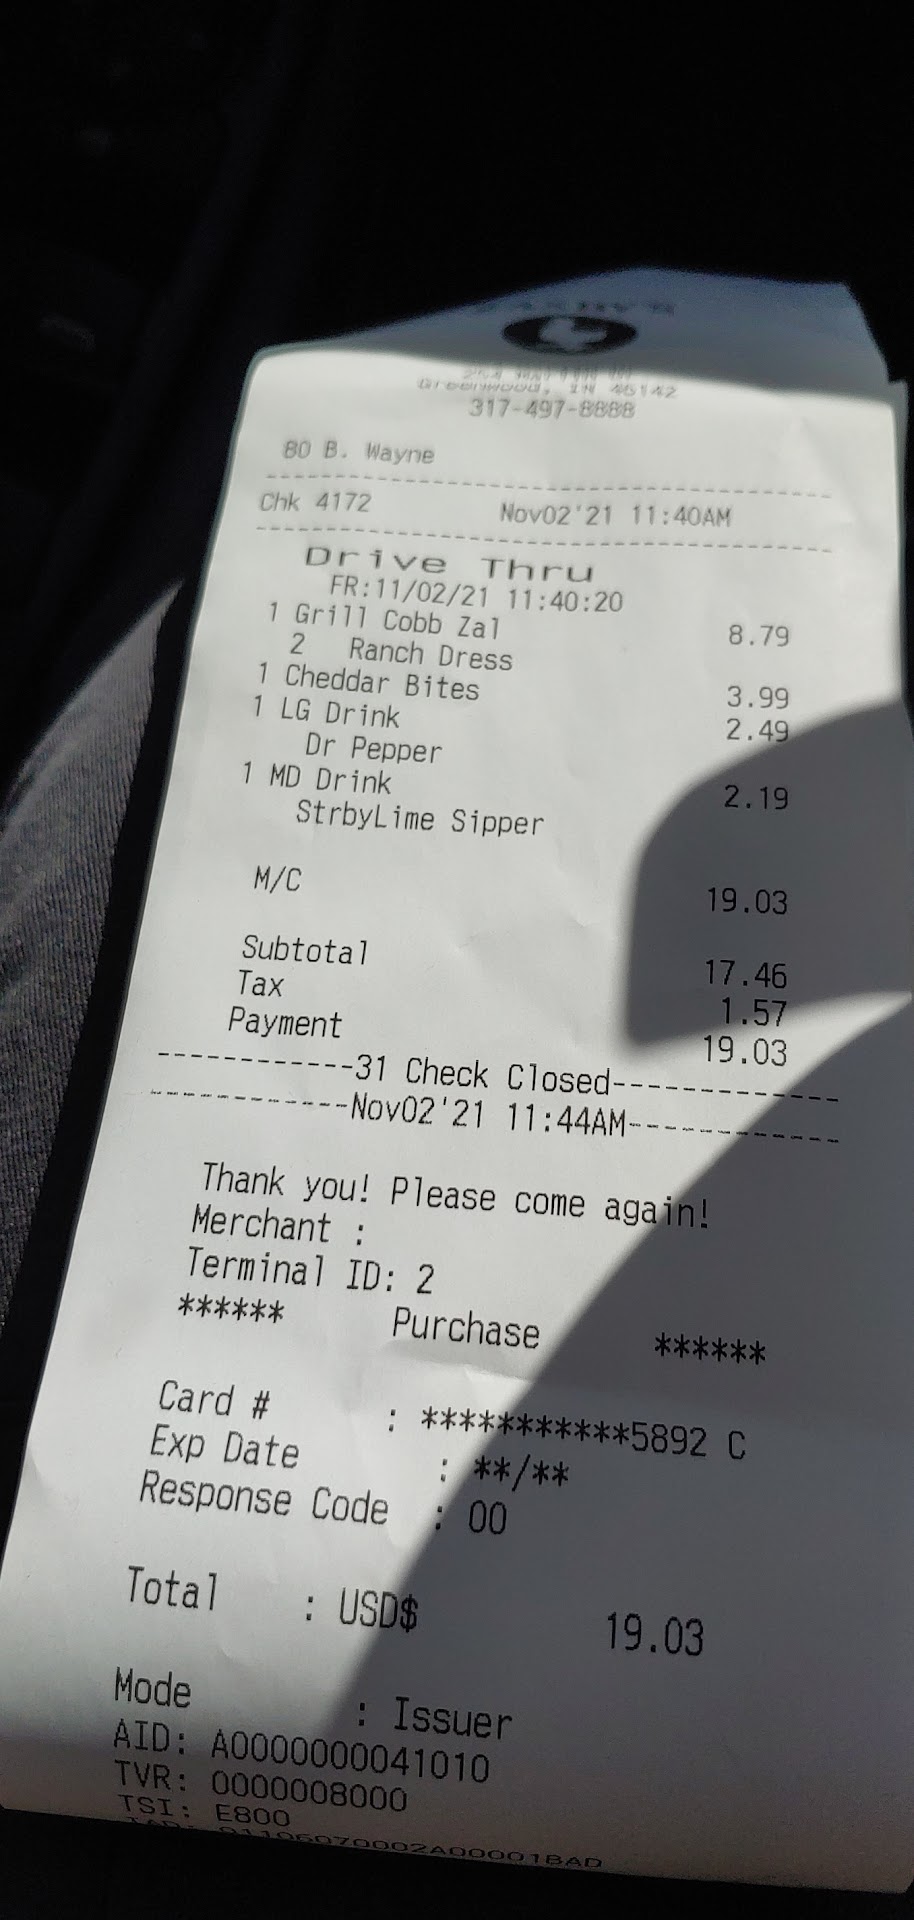 Greenwood, IN 46142
317-497-8888
80 B. Wayne
Chk 4172 Nov02'21 11:40AM
Drive Thru
FR:11/02/21 11:40:20
1 Grill Cobb Zal 8.79
2 Ranch Dress
1 Cheddar Bites 3.99
1 LG Drink 2.49
Dr Pepper
1 MD Drink 2.19
StrbyLime Sipper
M/C 19.03
Subtotal 17.46
Tax 1.57
Payment 19.03
------------31 Check Closed-------------
------------Nov02'21 11:44AM-------------
Thank you! Please come again!
Merchant :
Terminal ID: 2
****** Purchase ******
Card # : ***********5892 C
Exp Date : **/**
Response Code : 00
Total : USD$ 19.03
Mode : Issuer
AID: A0000000041010
TVR: 0000008000
TSI: E800